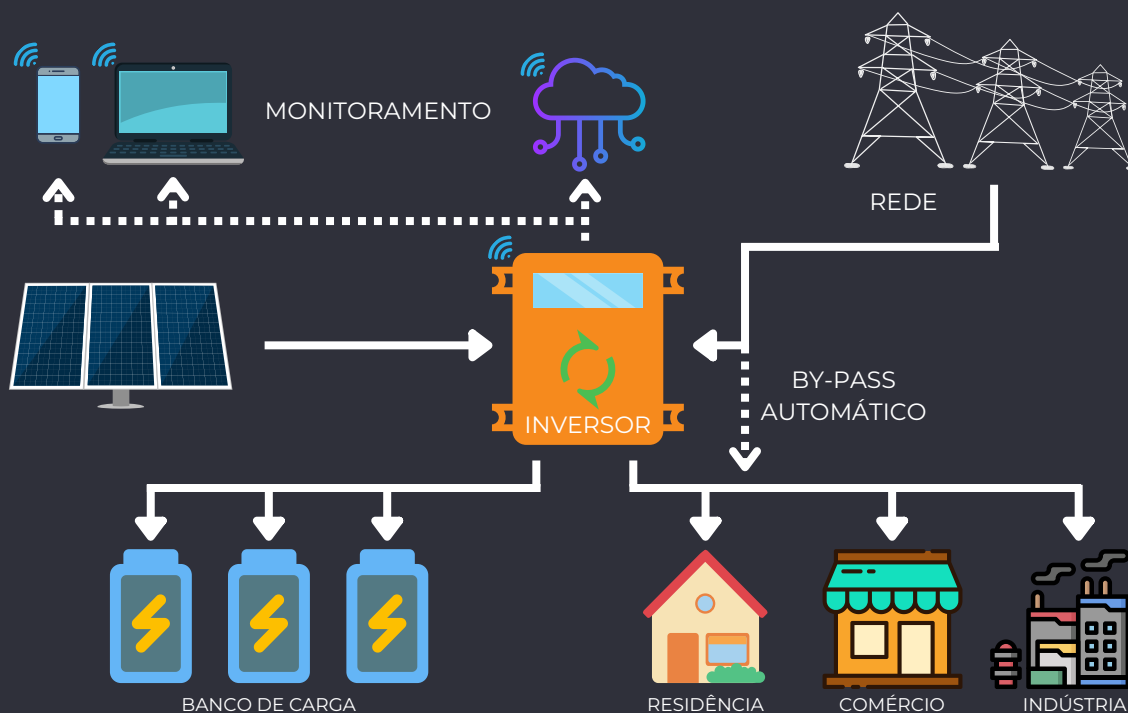 MONITORAMENTO
REDE
BY-PASS
AUTOMÁTICO
INVERSOR
BANCO DE CARGA
RESIDÊNCIA
COMÉRCIO
INDÚSTRIA